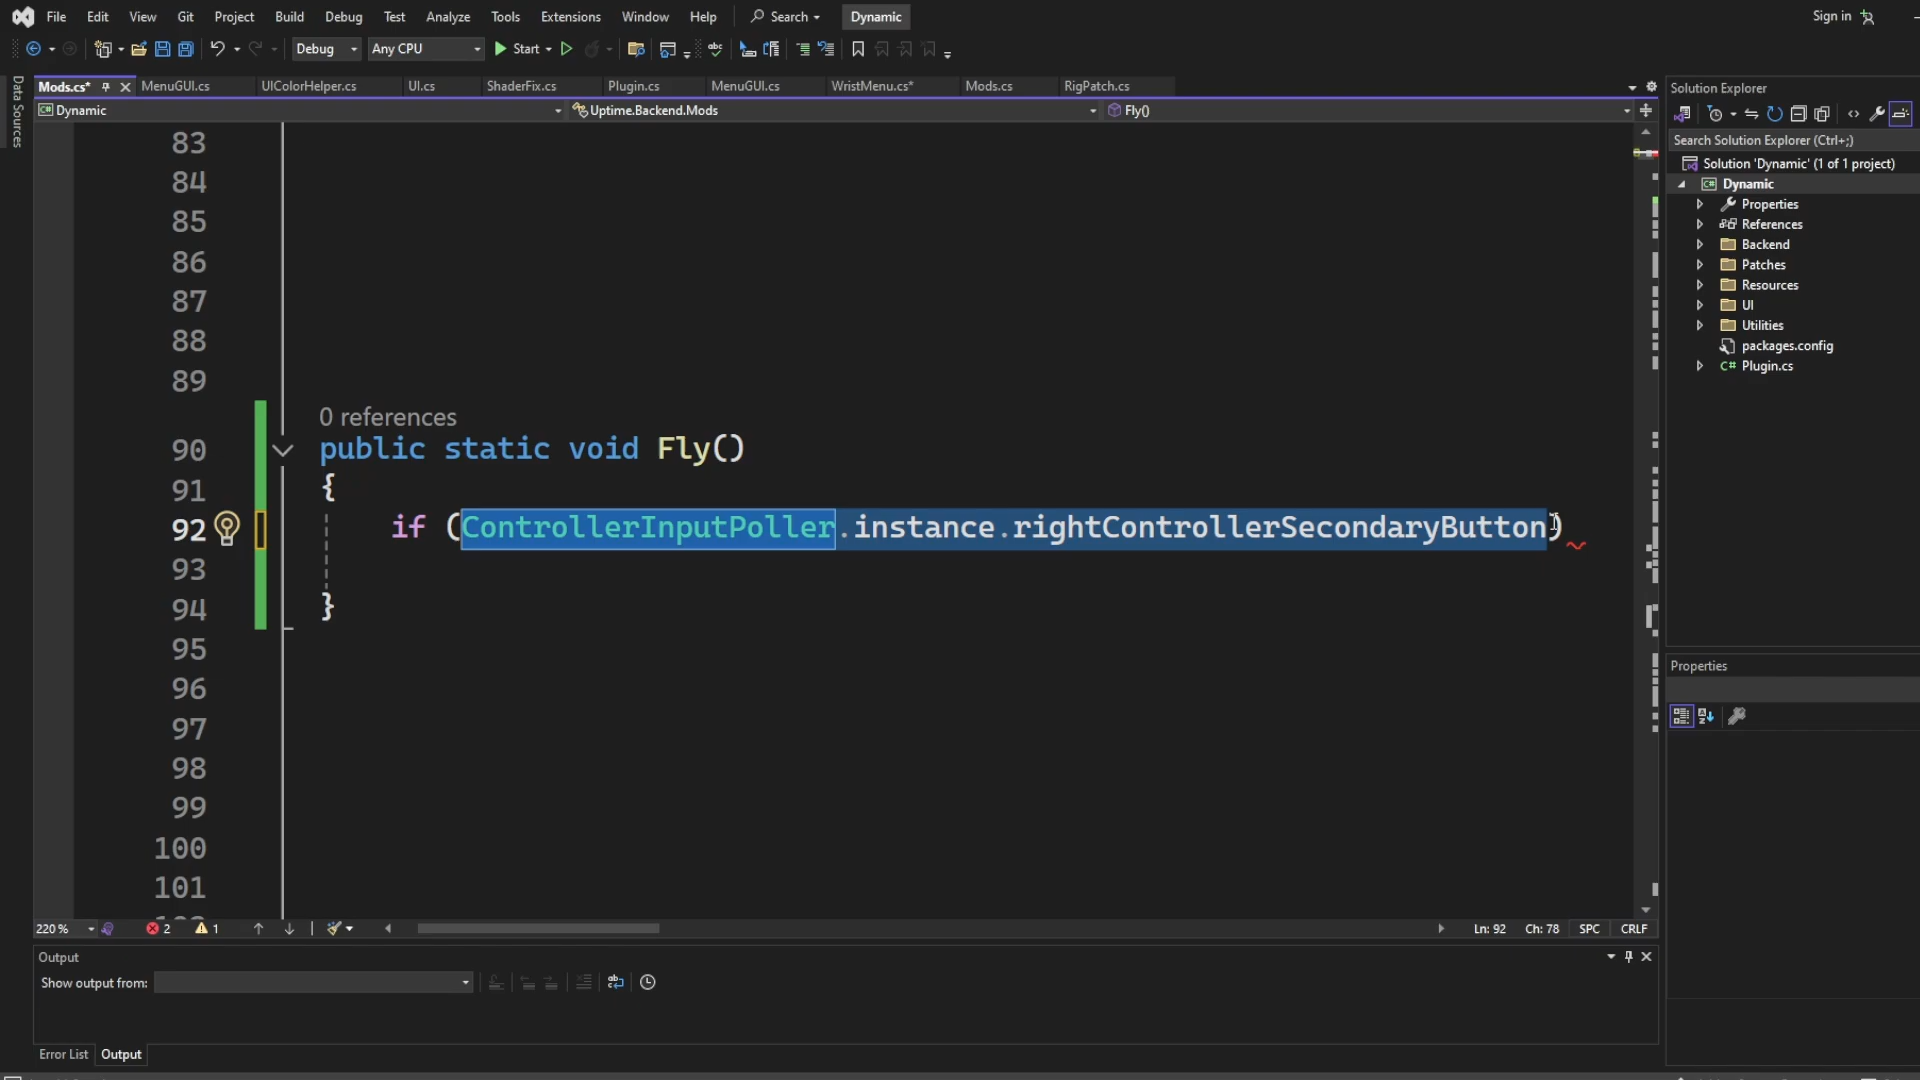 File Edit View Git Project Build Debug Test Analyze Tools Extensions Window Help Search Dynamic Sign in
Debug Any CPU Start
Data Sources
Mods.cs* MenuGUI.cs UIColorHelper.cs UI.cs ShaderFix.cs Plugin.cs MenuGUI.cs WristMenu.cs* Mods.cs RigPatch.cs
Dynamic Uptime.Backend.Mods Fly()
83
84
85
86
87
88
89
0 references
90 public static void Fly()
91 {
92 if (ControllerInputPoller.instance.rightControllerSecondaryButton)
93
94 }
95
96
97
98
99
100
101
220 % 2 1 Ln: 92 Ch: 78 SPC CRLF
Output
Show output from:
Error List Output
Solution Explorer
Search Solution Explorer (Ctrl+;)
Solution 'Dynamic' (1 of 1 project)
C# Dynamic
Properties
References
Backend
Patches
Resources
UI
Utilities
packages.config
C# Plugin.cs
Properties